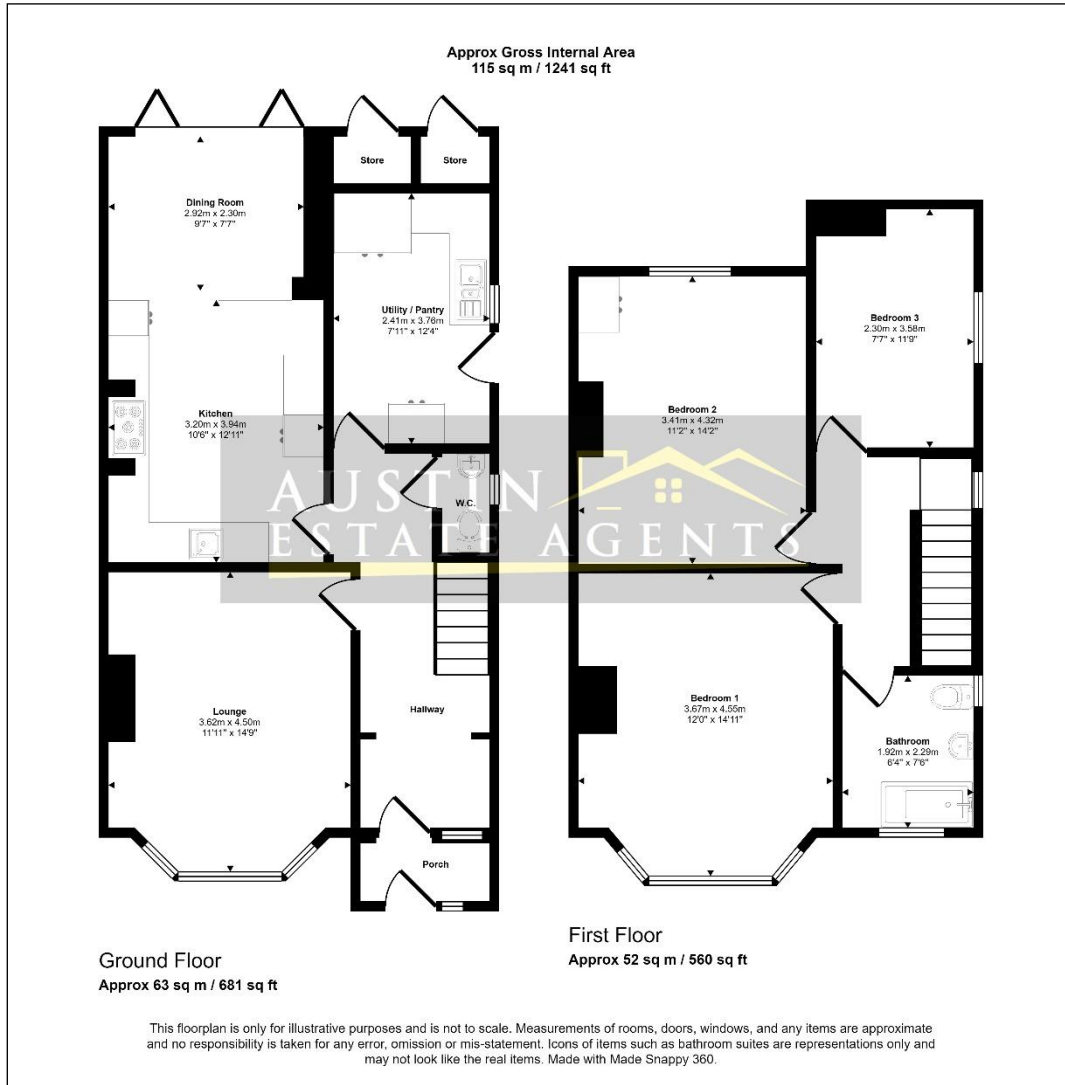 Approx Gross Internal Area
115 sq m / 1241 sq ft
Store
Store
Dining Room
2.92m x 2.30m
9'7" x 7'7"
Utility / Pantry
2.41m x 3.76m
7'11" x 12'4"
Kitchen
3.20m x 3.94m
10'6" x 12'11"
W.C.
Lounge
3.62m x 4.50m
11'11" x 14'9"
Hallway
Porch
Bedroom 3
2.30m x 3.58m
7'7" x 11'9"
Bedroom 2
3.41m x 4.32m
11'2" x 14'2"
Bedroom 1
3.67m x 4.55m
12'0" x 14'11"
Bathroom
1.92m x 2.29m
6'4" x 7'6"
AUSTIN
ESTATE AGENTS
Ground Floor
Approx 63 sq m / 681 sq ft
First Floor
Approx 52 sq m / 560 sq ft
This floorplan is only for illustrative purposes and is not to scale. Measurements of rooms, doors, windows, and any items are approximate
and no responsibility is taken for any error, omission or mis-statement. Icons of items such as bathroom suites are representations only and
may not look like the real items. Made with Made Snappy 360.